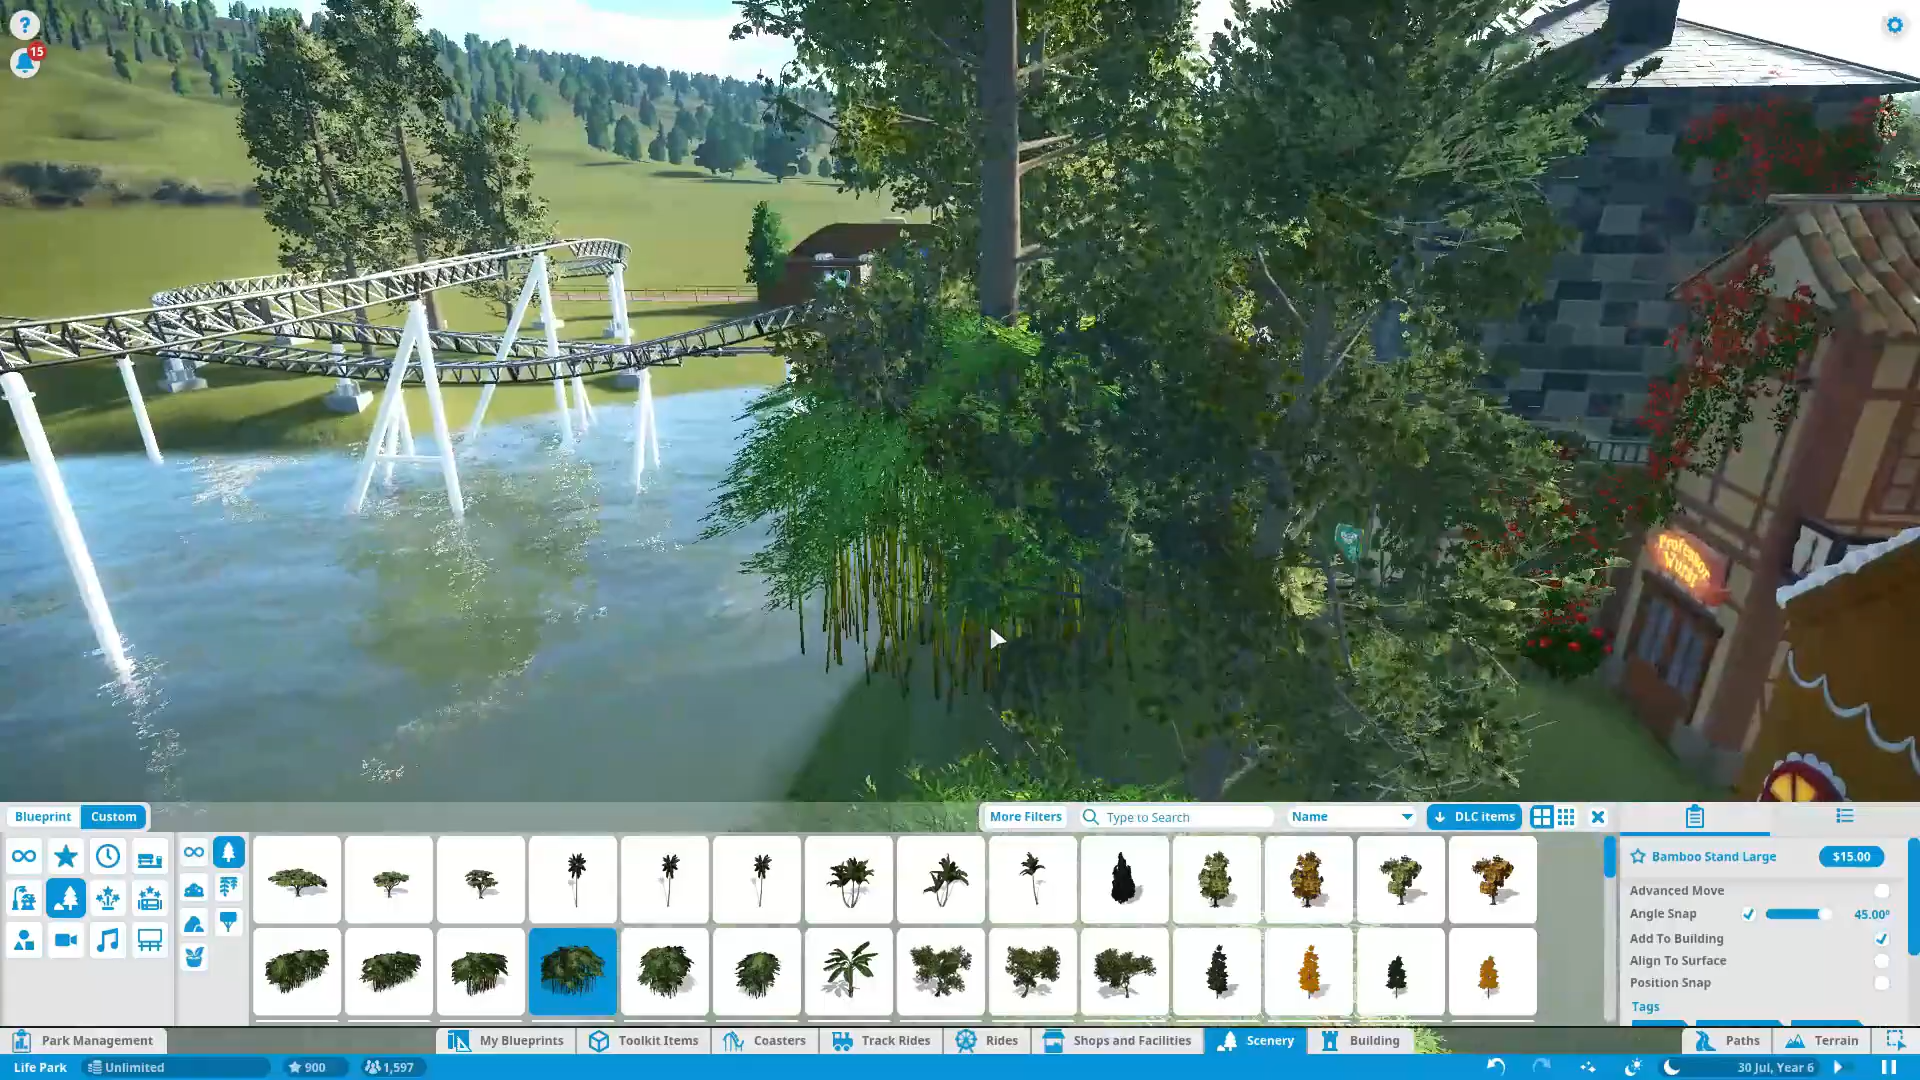 ?
15
Professor
Wurst
Blueprint
Custom
More Filters
Type to Search
Name
DLC items
Bamboo Stand Large
$15.00
Advanced Move
Angle Snap
45.00°
Add To Building
Align To Surface
Position Snap
Tags
Park Management
My Blueprints
Toolkit Items
Coasters
Track Rides
Rides
Shops and Facilities
Scenery
Building
Paths
Terrain
Life Park
Unlimited
900
1,597
30 Jul, Year 6